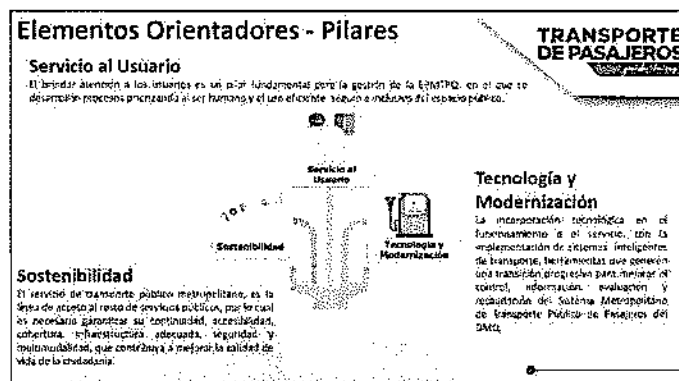 Elementos Orientadores - Pilares
TRANSPORTE
DE PASAJEROS
Servicio al Usuario
El brindar atención a los usuarios es un pilar fundamental para la gestión de la EPMTPQ, en el que se
desarrollan procesos priorizando al ser humano y el uso eficiente, seguro e inclusivo del espacio público.
Servicio al
Usuario
Sostenibilidad
Tecnología y
Modernización
Tecnología y
Modernización
La incorporación tecnológica en el
funcionamiento a el servicio, con la
implementación de sistemas inteligentes
de transporte, herramientas que generen
una transición progresiva para mejorar el
control, información, evaluación y
recaudación del Sistema Metropolitano
de Transporte Público de Pasajeros del
DMQ.
Sostenibilidad
El servicio de transporte público metropolitano, es la
línea de acceso al resto de servicios públicos, por lo cual
es necesario garantizar su continuidad, accesibilidad,
cobertura, infraestructura adecuada, seguridad y
multimodalidad, que contribuya a mejorar la calidad de
vida de la ciudadanía.